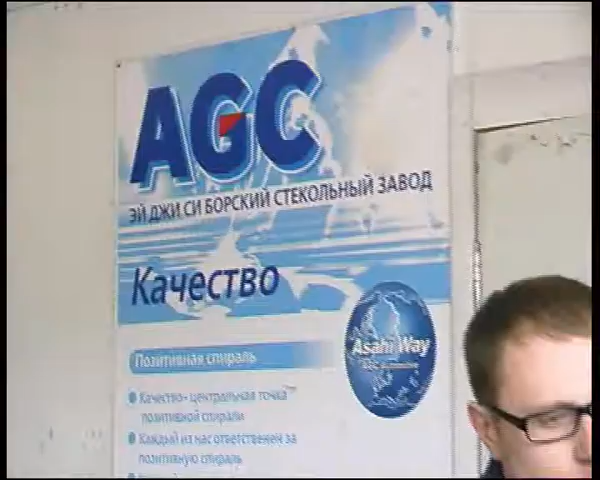 AGC
ЭЙ ДЖИ СИ БОРСКИЙ СТЕКОЛЬНЫЙ ЗАВОД
Качество
Asahi Way
Позитивная спираль
Качество- центральная точка
позитивной спирали
Каждый из нас ответственен за
позитивную спираль